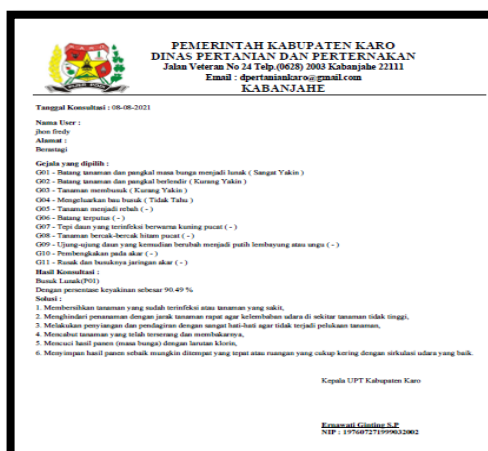 PEMERINTAH KABUPATEN KARO
DINAS PERTANIAN DAN PERTERNAKAN
Jalan Veteran No 24 Telp.(0628) 2003 Kabanjahe 22111
Email : dpertaniankaro@gmail.com
KABANJAHE
Tanggal Konsultasi : 08-08-2021
Nama User :
jhon fredy
Alamat :
Berastagi
Gejala yang dipilih :
G01 - Batang tanaman dan pangkal masa bunga menjadi lunak ( Sangat Yakin )
G02 - Batang tanaman dan pangkal berlendir ( Kurang Yakin )
G03 - Tanaman membusuk ( Kurang Yakin )
G04 - Mengeluarkan bau busuk ( Tidak Tahu )
G05 - Tanaman menjadi rebah ( - )
G06 - Batang terputus ( - )
G07 - Tepi daun yang terinfeksi berwarna kuning pucat ( - )
G08 - Tanaman bercak-bercak hitam pucat ( - )
G09 - Ujung-ujung daun yang kemudian berubah menjadi putih lembayung atau ungu ( - )
G10 - Pembengkakan pada akar ( - )
G11 - Rusak dan busuknya jaringan akar ( - )
Hasil Konsultasi :
Busuk Lunak(P01)
Dengan persentase keyakinan sebesar 90.49 %
Solusi :
1. Membersihkan tanaman yang sudah terinfeksi atau tanaman yang sakit,
2. Menghindari penanaman dengan jarak tanaman rapat agar kelembaban udara di sekitar tanaman tidak tinggi,
3. Melakukan penyiangan dan pendagiran dengan sangat hati-hati agar tidak terjadi pelukaan tanaman,
4. Mencabut tanaman yang telah terserang dan membakarnya,
5. Mencuci hasil panen (masa bunga) dengan larutan klorin,
6. Menyimpan hasil panen sebaik mungkin ditempat yang tepat atau ruangan yang cukup kering dengan sirkulasi udara yang baik.
Kepala UPT Kabupaten Karo
Ernawati Ginting S.P
NIP : 197607271999032002